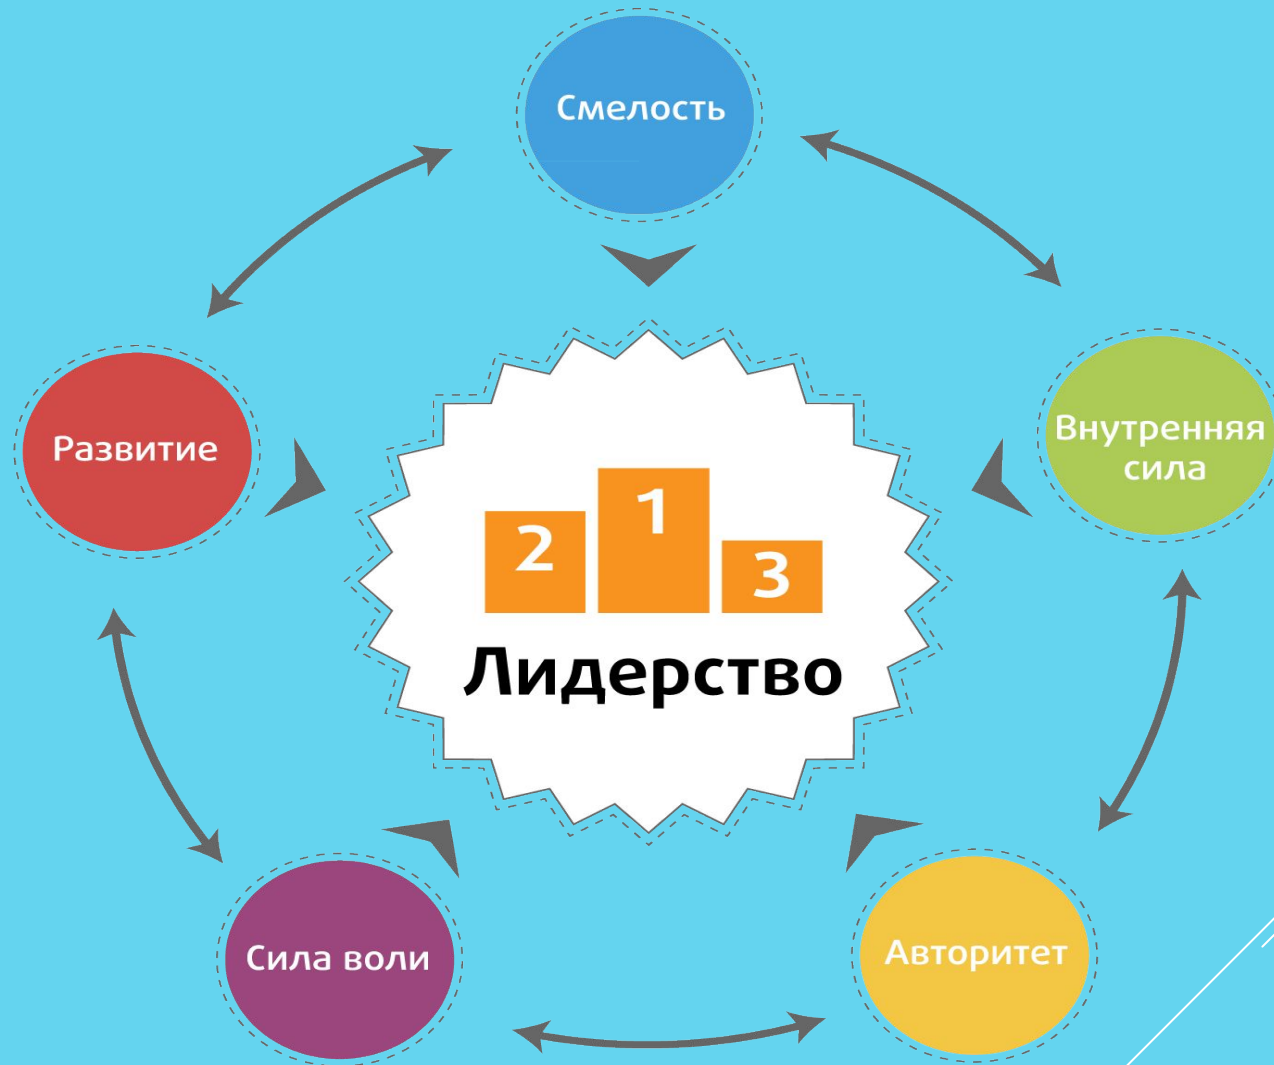 Смелость
Развитие
Внутренняя
сила
2
1
3
Лидерство
Сила воли
Авторитет